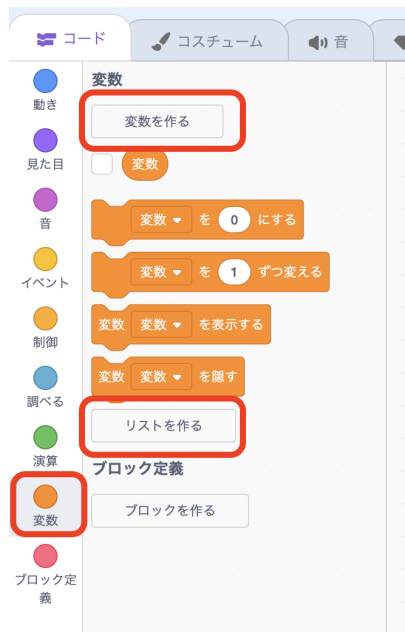 コード
コスチューム
音
動き
見た目
音
イベント
制御
調べる
演算
変数
ブロック定
義
変数
変数を作る
変数
変数 を 0 にする
変数 を 1 ずつ変える
変数 変数 を表示する
変数 変数 を隠す
リストを作る
ブロック定義
ブロックを作る